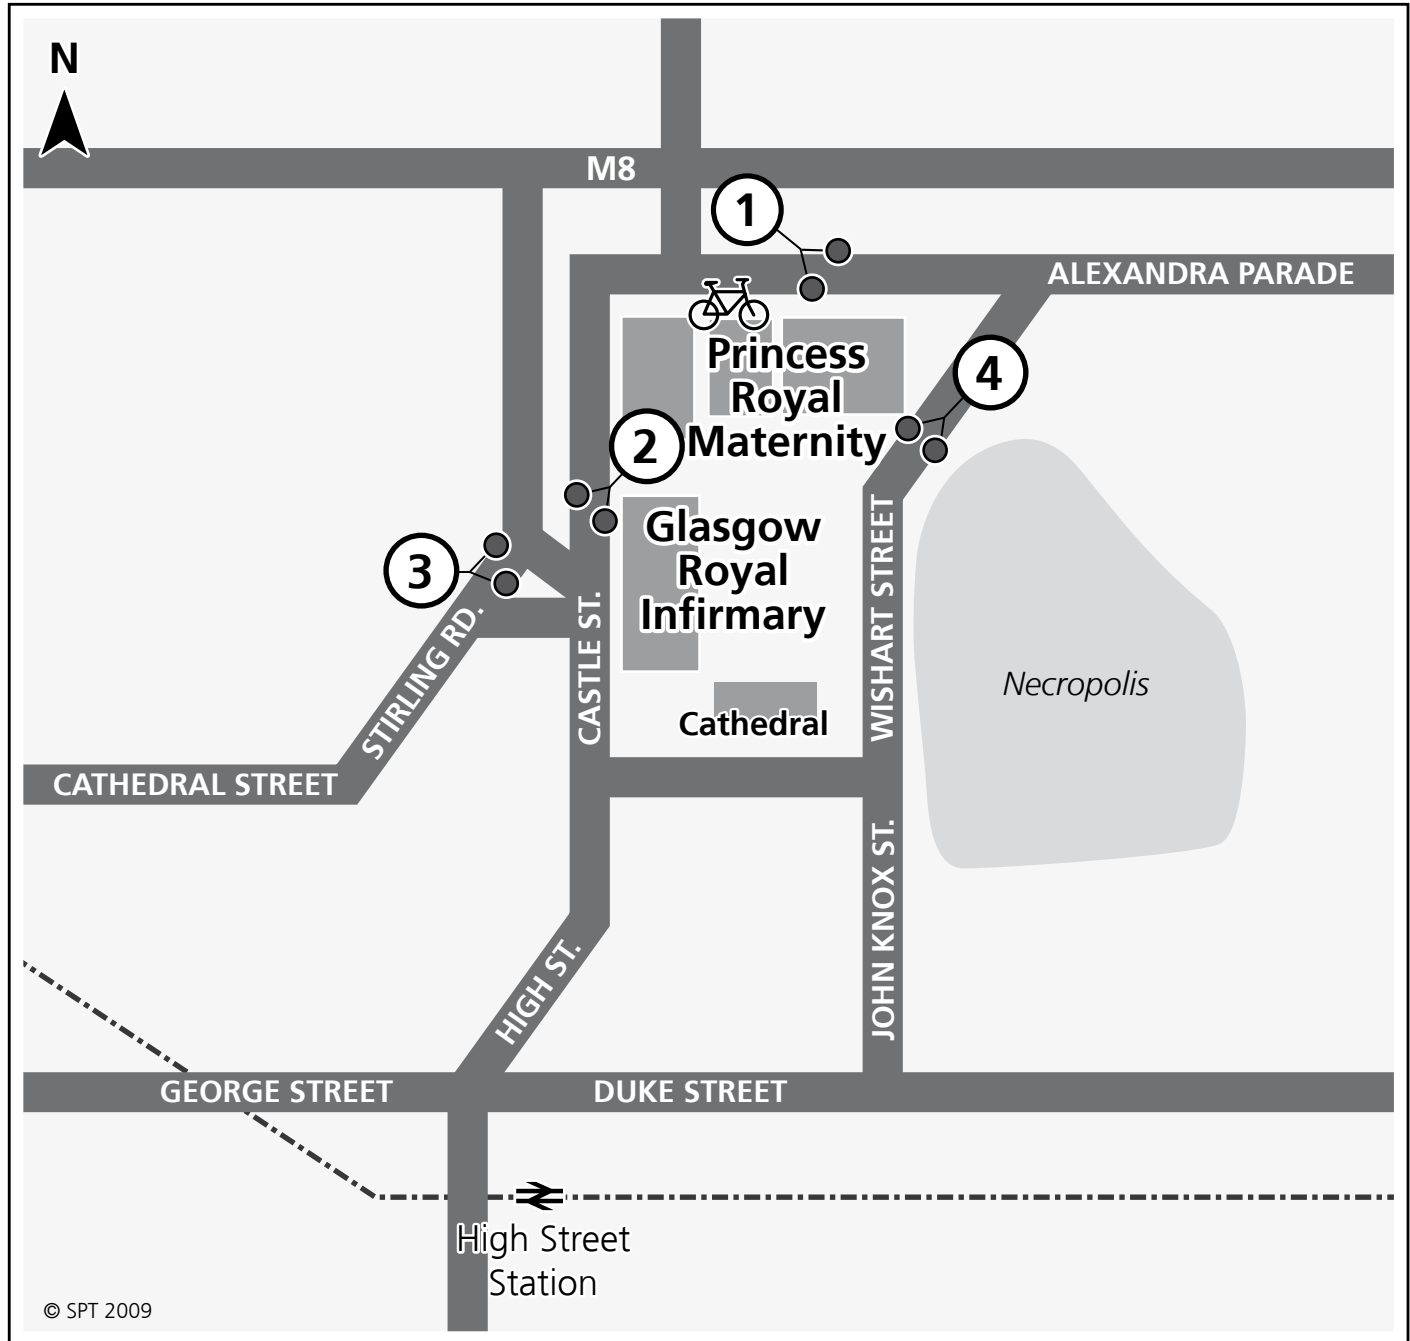 N
M8
1
ALEXANDRA PARADE
Princess
Royal
Maternity
4
2
Glasgow
Royal
Infirmary
3
STIRLING RD.
CASTLE ST.
WISHART STREET
Necropolis
Cathedral
CATHEDRAL STREET
JOHN KNOX ST.
HIGH ST.
GEORGE STREET
DUKE STREET
High Street
Station
© SPT 2009